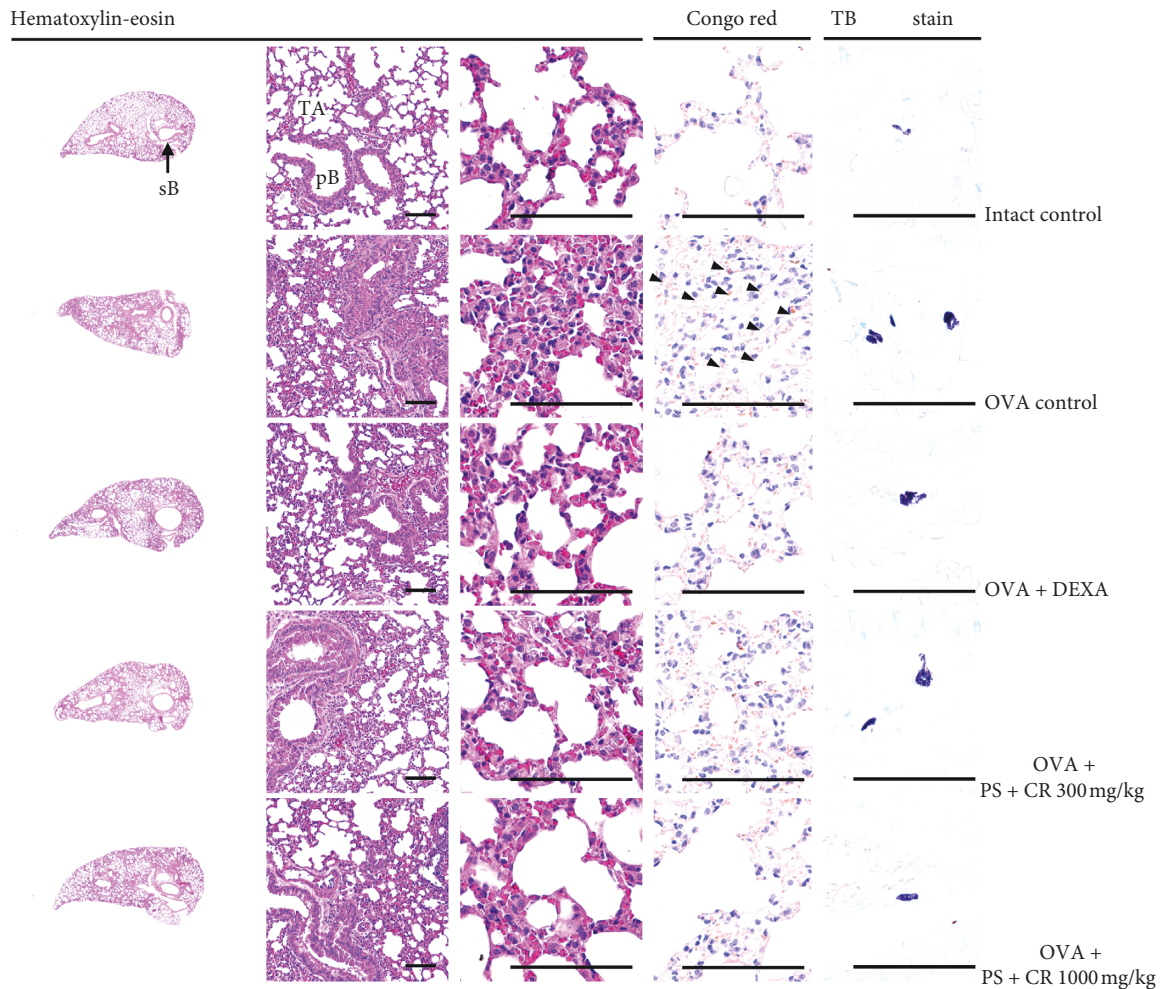 Hematoxylin-eosin
Congo red
TB stain
TA
pB
sB
Intact control
OVA control
OVA + DEXA
OVA +
PS + CR 300 mg/kg
OVA +
PS + CR 1000 mg/kg